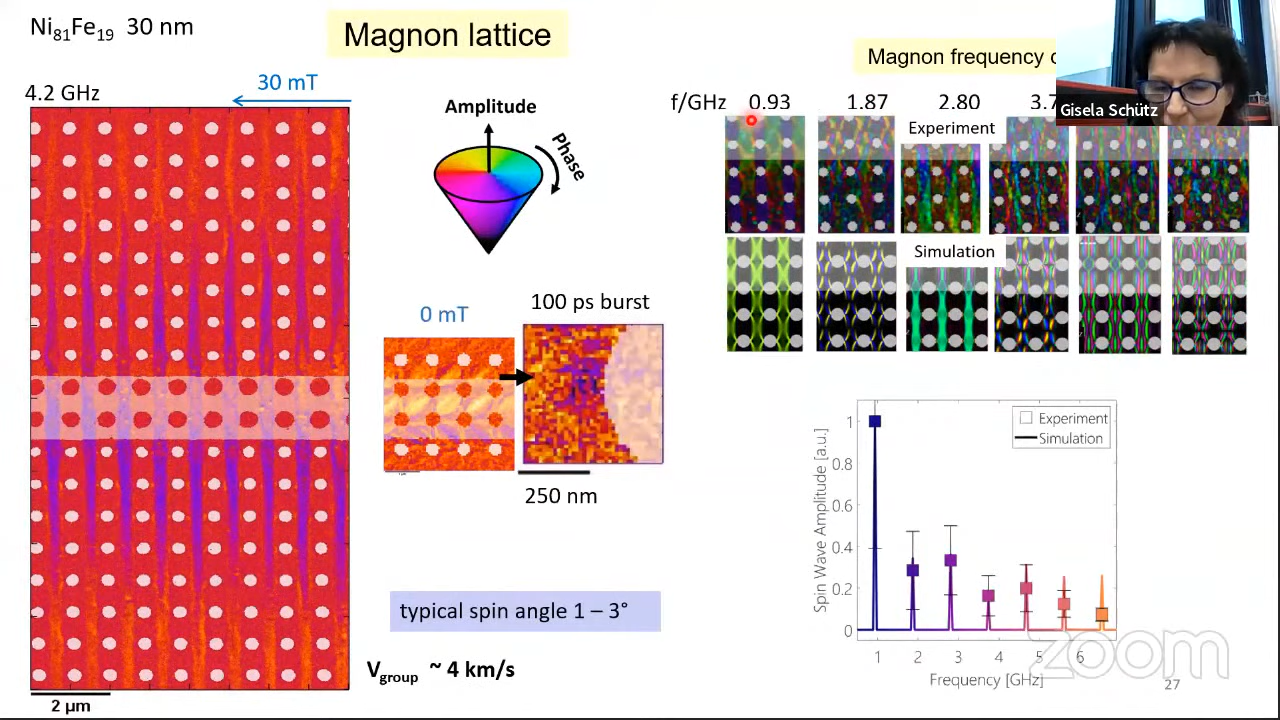 Ni81Fe19 30 nm
Magnon lattice
Magnon frequency
Gisela Schütz
4.2 GHz
30 mT
Amplitude
Phase
f/GHz 0.93 1.87 2.80 3.7
Experiment
Simulation
0 mT
100 ps burst
250 nm
typical spin angle 1 – 3°
Vgroup ~ 4 km/s
2 µm
Spin Wave Amplitude [a.u.]
1
0.8
0.6
0.4
0.2
0
Experiment
Simulation
1 2 3 4 5 6
Frequency [GHz]
zoom
27